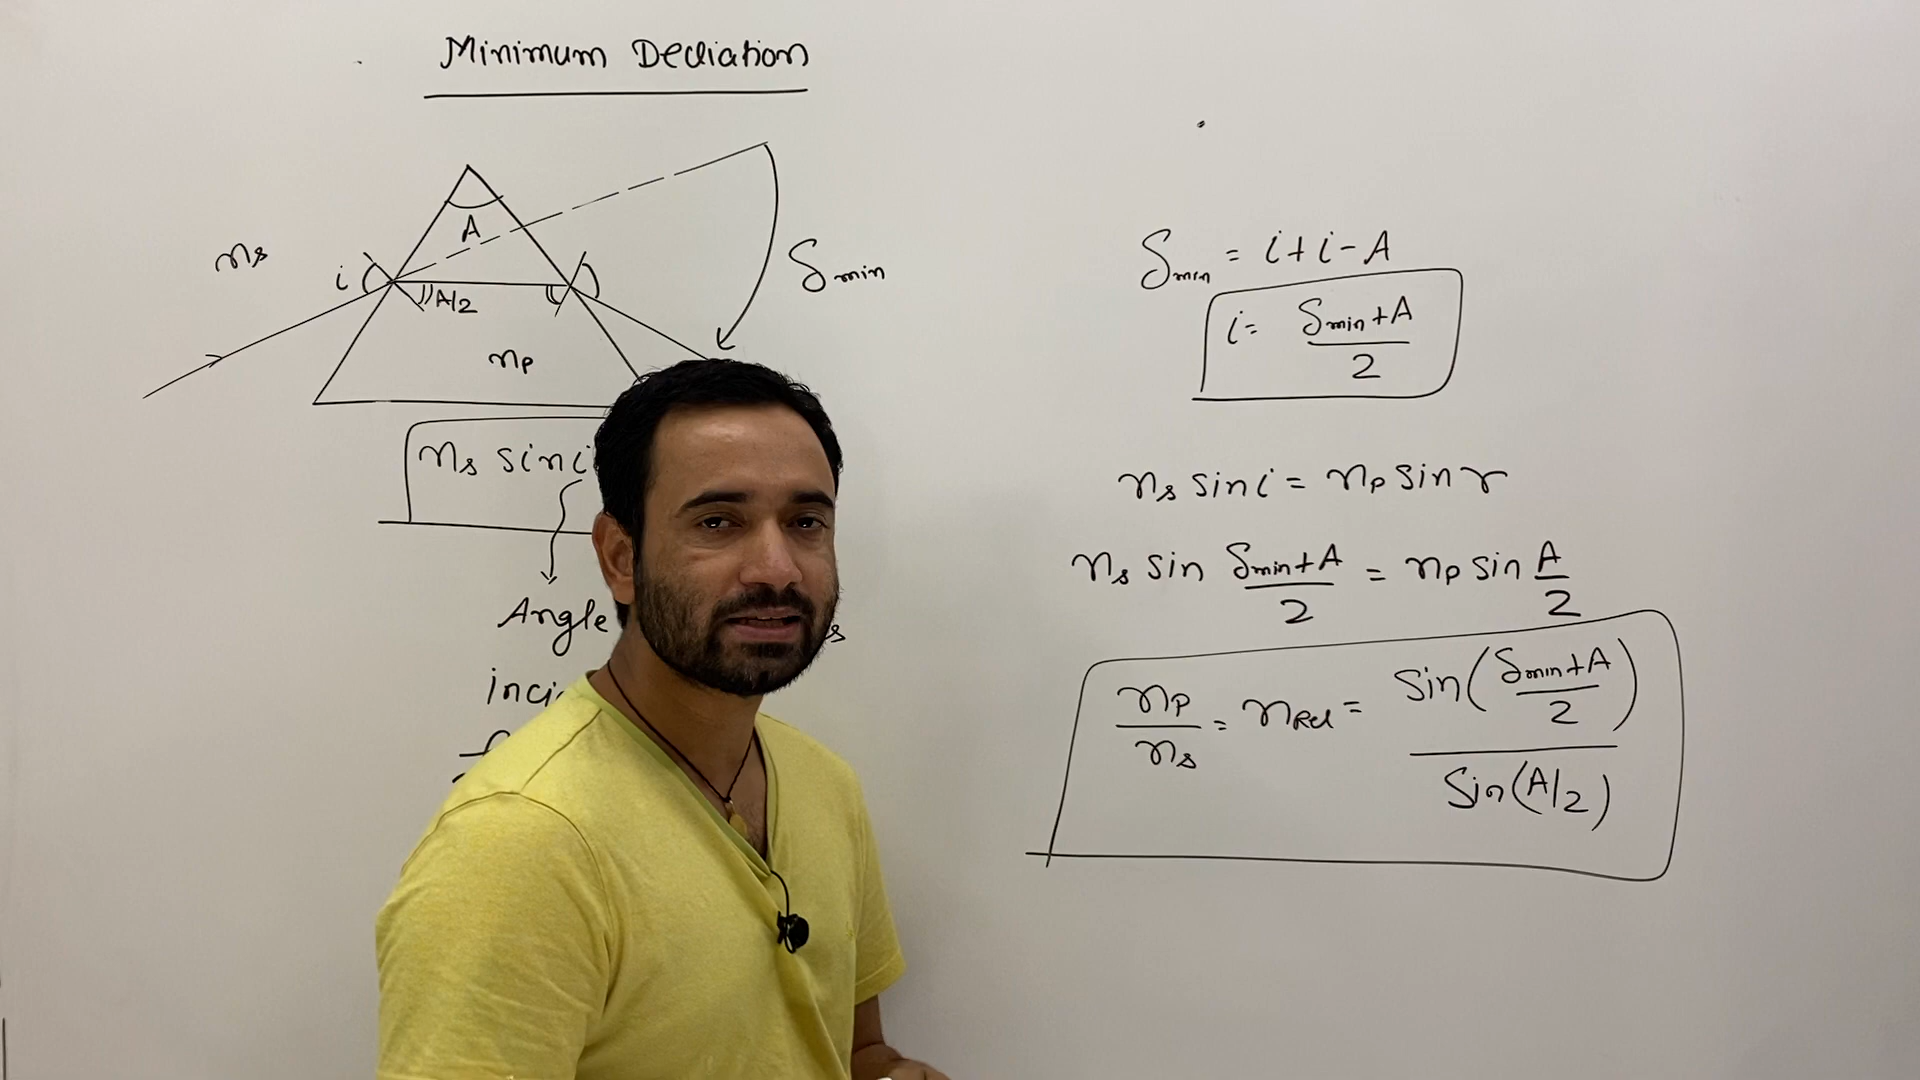 Minimum Deviation
A
ns
i
A/2
δmin
np
ns sin i
Angle
δmin = i + i - A
i = (δmin + A)/2
ns sin i = np sin r
ns sin (δmin + A)/2 = np sin A/2
np/ns = nRel = sin((δmin + A)/2) / sin(A/2)